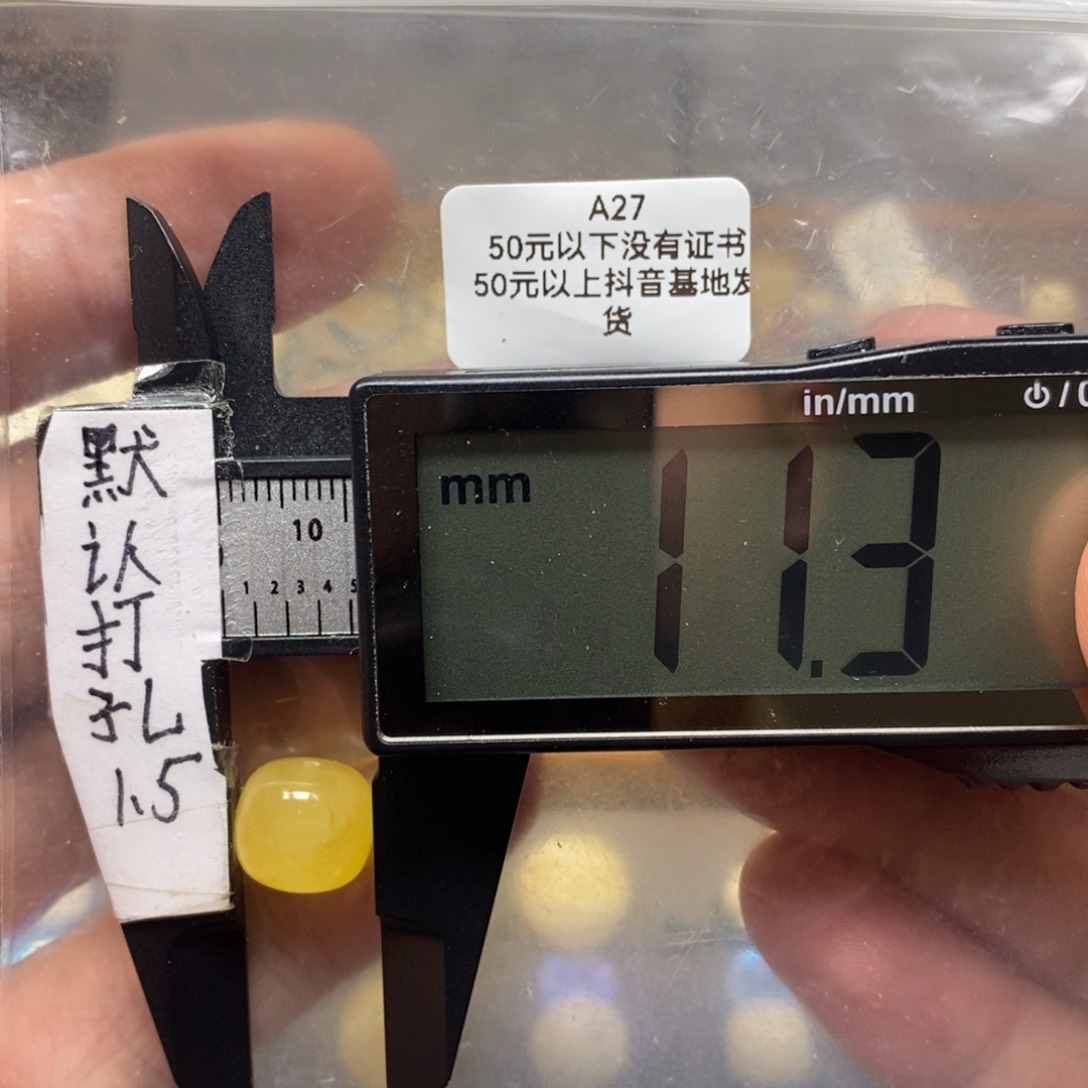 A27
50元以下没有证书
50元以上抖音基地发
货
in/mm
/0
mm
11.3
10
1 2 3 4 5
默
认
打
孔
1.5